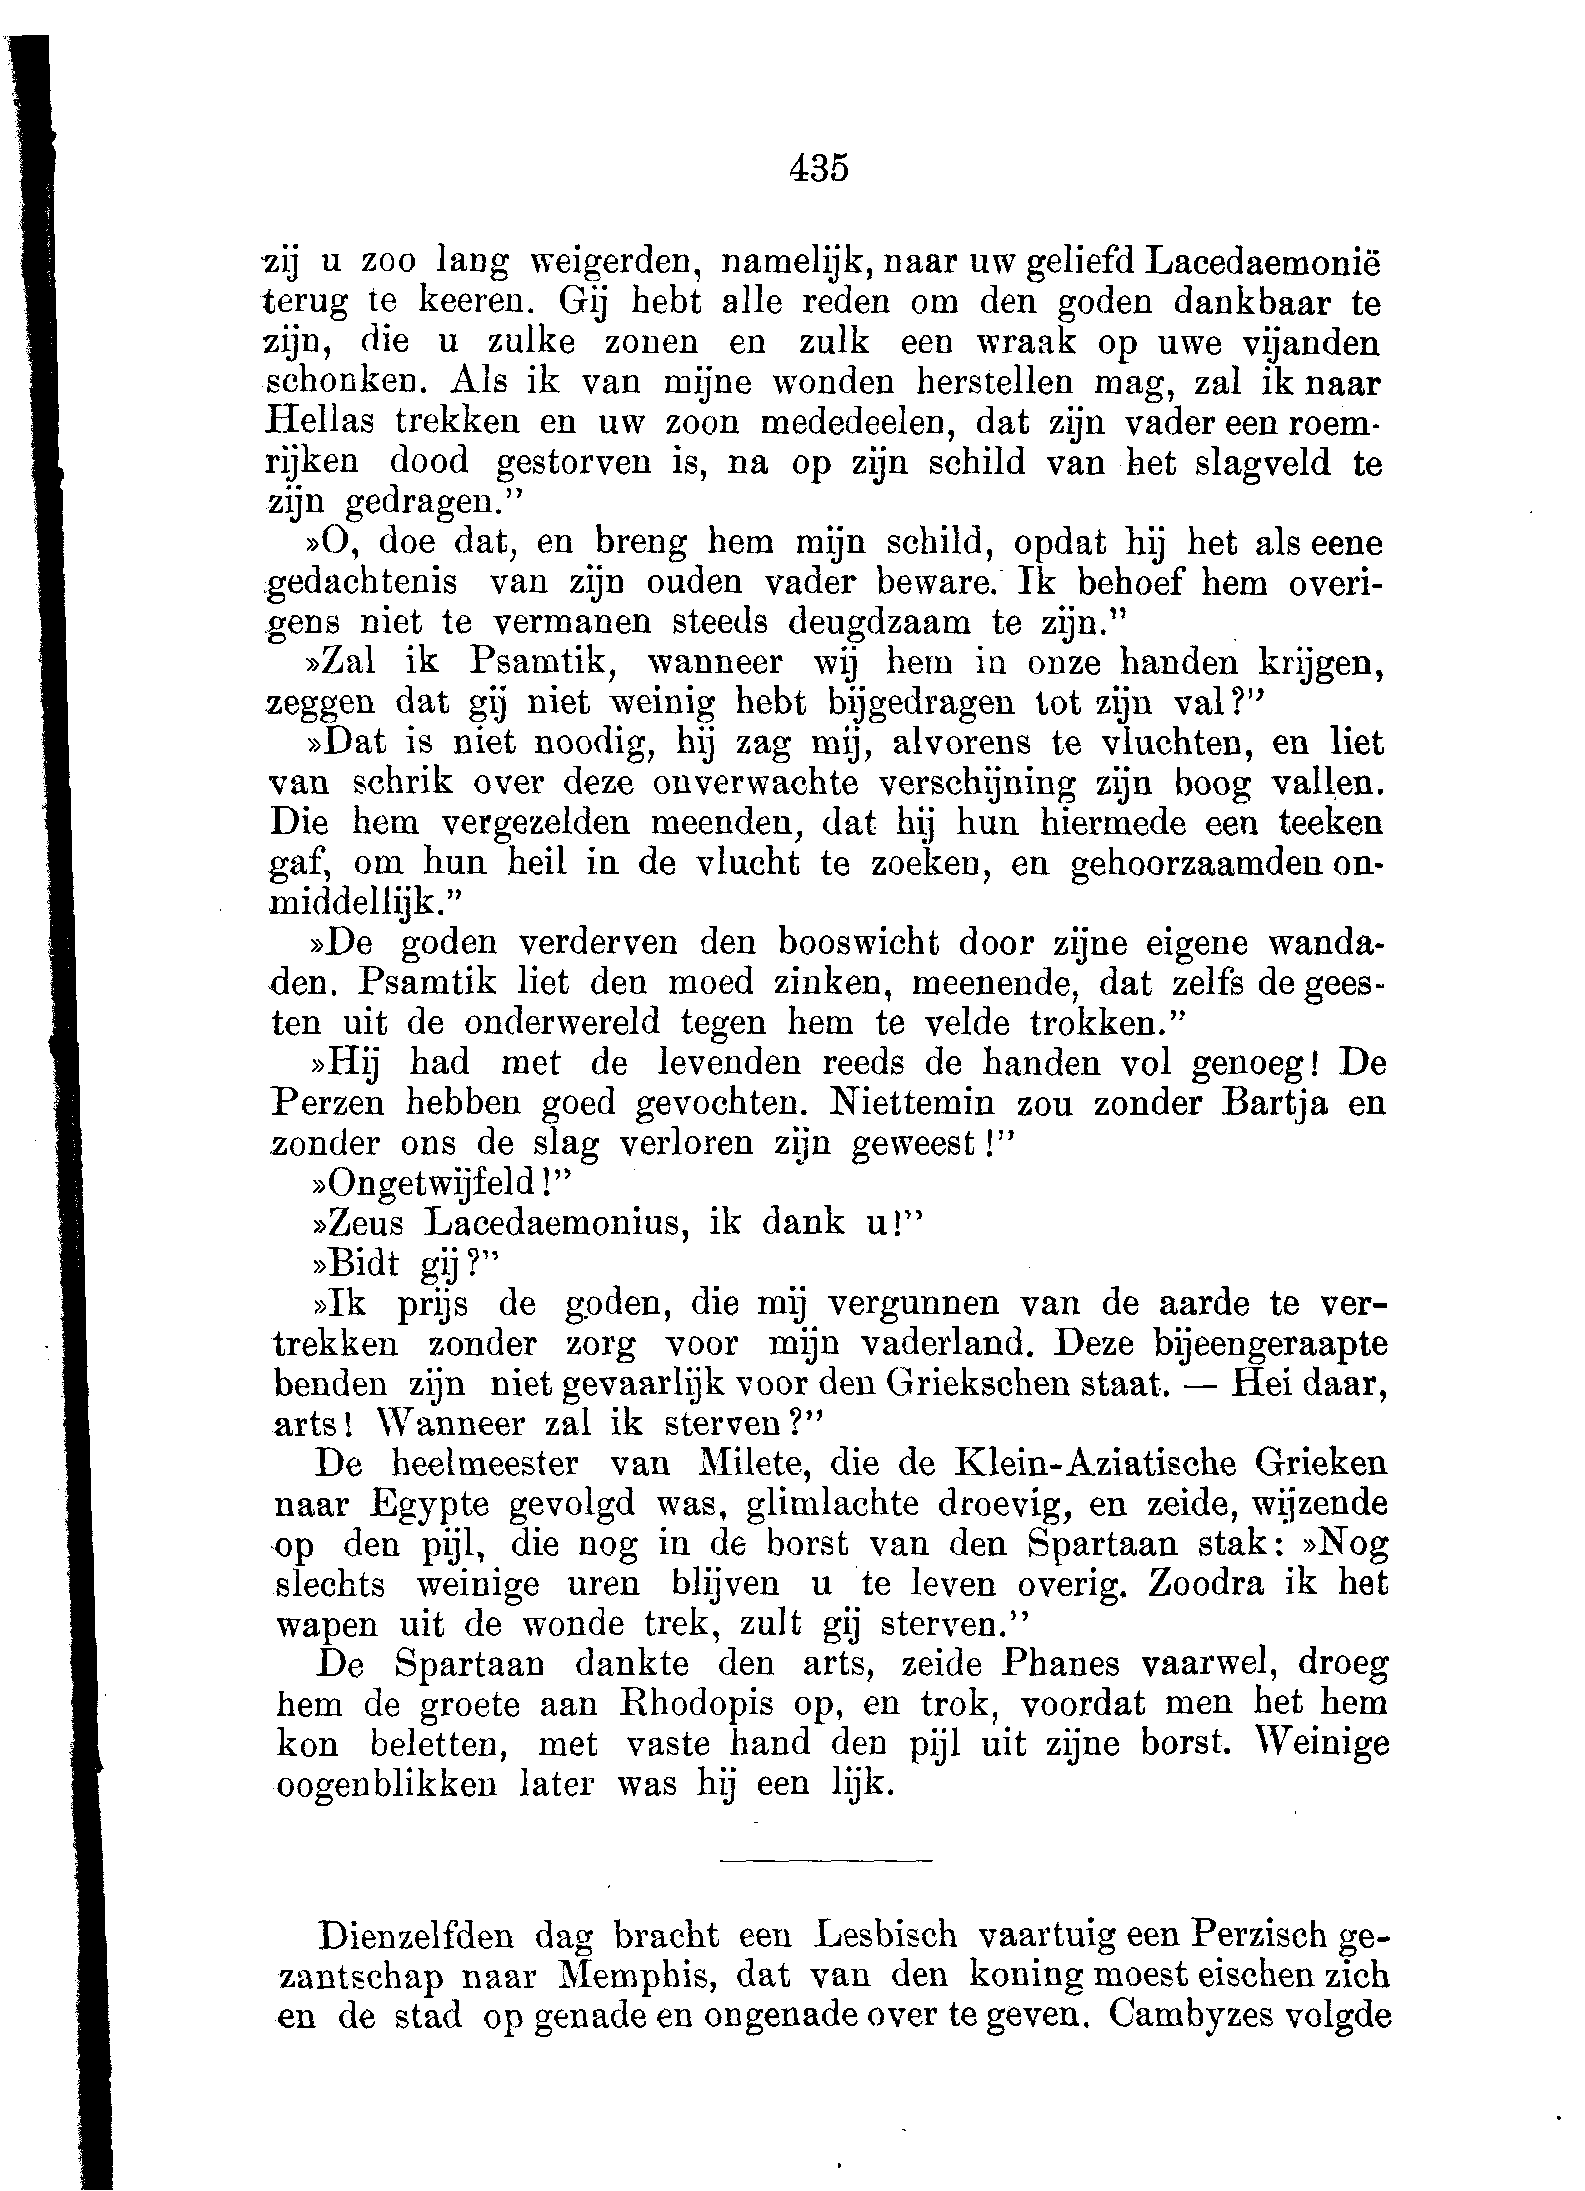 435
zij u zoo lang weigerden, namelijk, naar uw geliefd Lacedaemonië
terug te keeren. Gij hebt alle reden om den goden dankbaar te
zijn, die u zulke zonen en zulk een wraak op uwe vijanden
schonken. Als ik van mijne wonden herstellen mag, zal ik naar
Hellas trekken en uw zoon mededeelen, dat zijn vader een roem-
rijken dood gestorven is, na op zijn schild van het slagveld te
zijn gedragen.”
»O, doe dat, en breng hem mijn schild, opdat hij het als eene
gedachtenis van zijn ouden vader beware. Ik behoef hem overi-
gens niet te vermanen steeds deugdzaam te zijn.”
»Zal ik Psamtik, wanneer wij hem in onze handen krijgen,
zeggen dat gij niet weinig hebt bijgedragen tot zijn val?”
»Dat is niet noodig, hij zag mij, alvorens te vluchten, en liet
van schrik over deze onverwachte verschijning zijn boog vallen.
Die hem vergezelden meenden, dat hij hun hiermede een teeken
gaf, om hun heil in de vlucht te zoeken, en gehoorzaamden on-
middellijk.”
»De goden verderven den booswicht door zijne eigene wanda-
den. Psamtik liet den moed zinken, meenende, dat zelfs de gees-
ten uit de onderwereld tegen hem te velde trokken.”
»Hij had met de levenden reeds de handen vol genoeg! De
Perzen hebben goed gevochten. Niettemin zou zonder Bartja en
zonder ons de slag verloren zijn geweest!”
»Ongetwijfeld!”
»Zeus Lacedaemonius, ik dank u!”
»Bidt gij?”
»Ik prijs de goden, die mij vergunnen van de aarde te ver-
trekken zonder zorg voor mijn vaderland. Deze bijeengeraapte
benden zijn niet gevaarlijk voor den Griekschen staat. — Hei daar,
arts! Wanneer zal ik sterven?”
De heelmeester van Milete, die de Klein-Aziatische Grieken
naar Egypte gevolgd was, glimlachte droevig, en zeide, wijzende
op den pijl, die nog in de borst van den Spartaan stak: »Nog
slechts weinige uren blijven u te leven overig. Zoodra ik het
wapen uit de wonde trek, zult gij sterven.”
De Spartaan dankte den arts, zeide Phanes vaarwel, droeg
hem de groete aan Rhodopis op, en trok, voordat men het hem
kon beletten, met vaste hand den pijl uit zijne borst. Weinige
oogenblikken later was hij een lijk.
Dienzelfden dag bracht een Lesbisch vaartuig een Perzisch ge-
zantschap naar Memphis, dat van den koning moest eischen zich
en de stad op genade en ongenade over te geven. Cambyzes volgde